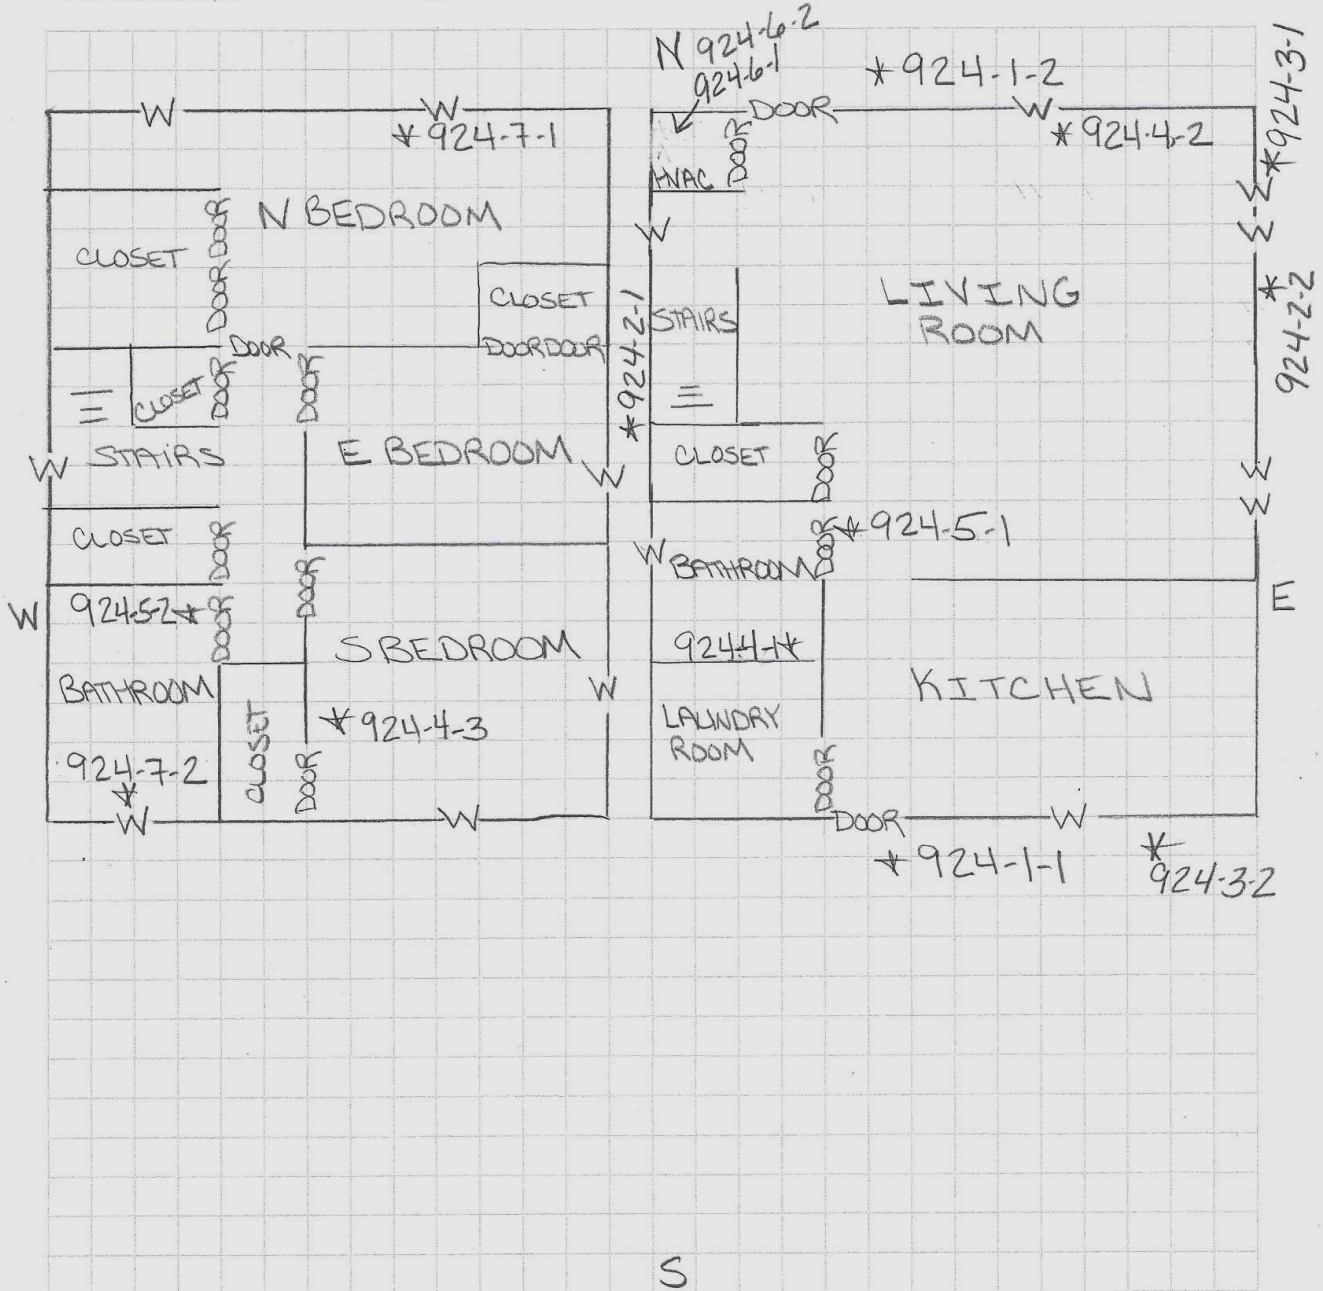 N 924-6-2
924-6-1
* 924-1-2
* 924-3-1
W
W
DOOR
W
* 924-7-1
DOOR
* 924-4-2
HVAC
W
W
DOOR
DOOR
N BEDROOM
W
CLOSET
LIVING
ROOM
* 924-2-2
CLOSET
DOOR DOOR
* 924-2-1
STAIRS
DOOR
DOOR
CLOSET
DOOR
W
STAIRS
E BEDROOM
W
CLOSET
DOOR
W
W
CLOSET
DOOR
DOOR
W
BATHROOM
DOOR
* 924-5-1
W
924-5-2 *
DOOR
S BEDROOM
E
BATHROOM
CLOSET
W
924-4-1 *
KITCHEN
* 924-4-3
DOOR
LAUNDRY
ROOM
DOOR
924-7-2
*
W
W
DOOR
W
* 924-1-1
*
924-3-2
S